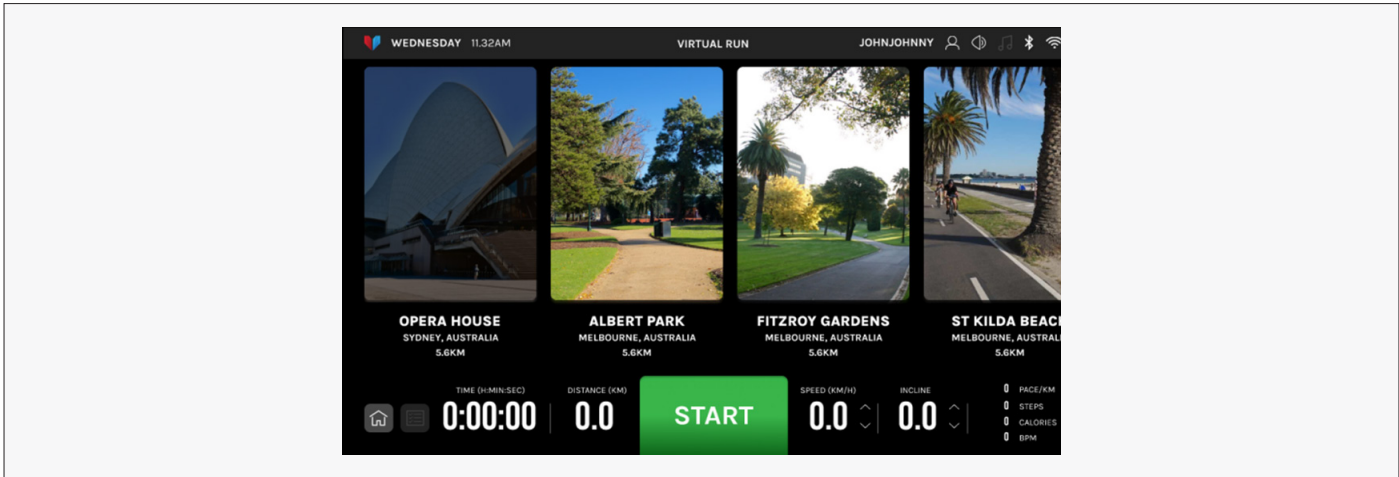 WEDNESDAY 11.32AM VIRTUAL RUN JOHNJOHNNY
OPERA HOUSE
SYDNEY, AUSTRALIA
5.6KM
ALBERT PARK
MELBOURNE, AUSTRALIA
5.6KM
FITZROY GARDENS
MELBOURNE, AUSTRALIA
5.6KM
ST KILDA BEAC
MELBOURNE, AUSTRAL
5.6KM
TIME (H:MIN:SEC)
0:00:00
DISTANCE (KM)
0.0
START
SPEED (KM/H)
0.0
INCLINE
0.0
0 PACE/KM
0 STEPS
0 CALORIES
0 BPM